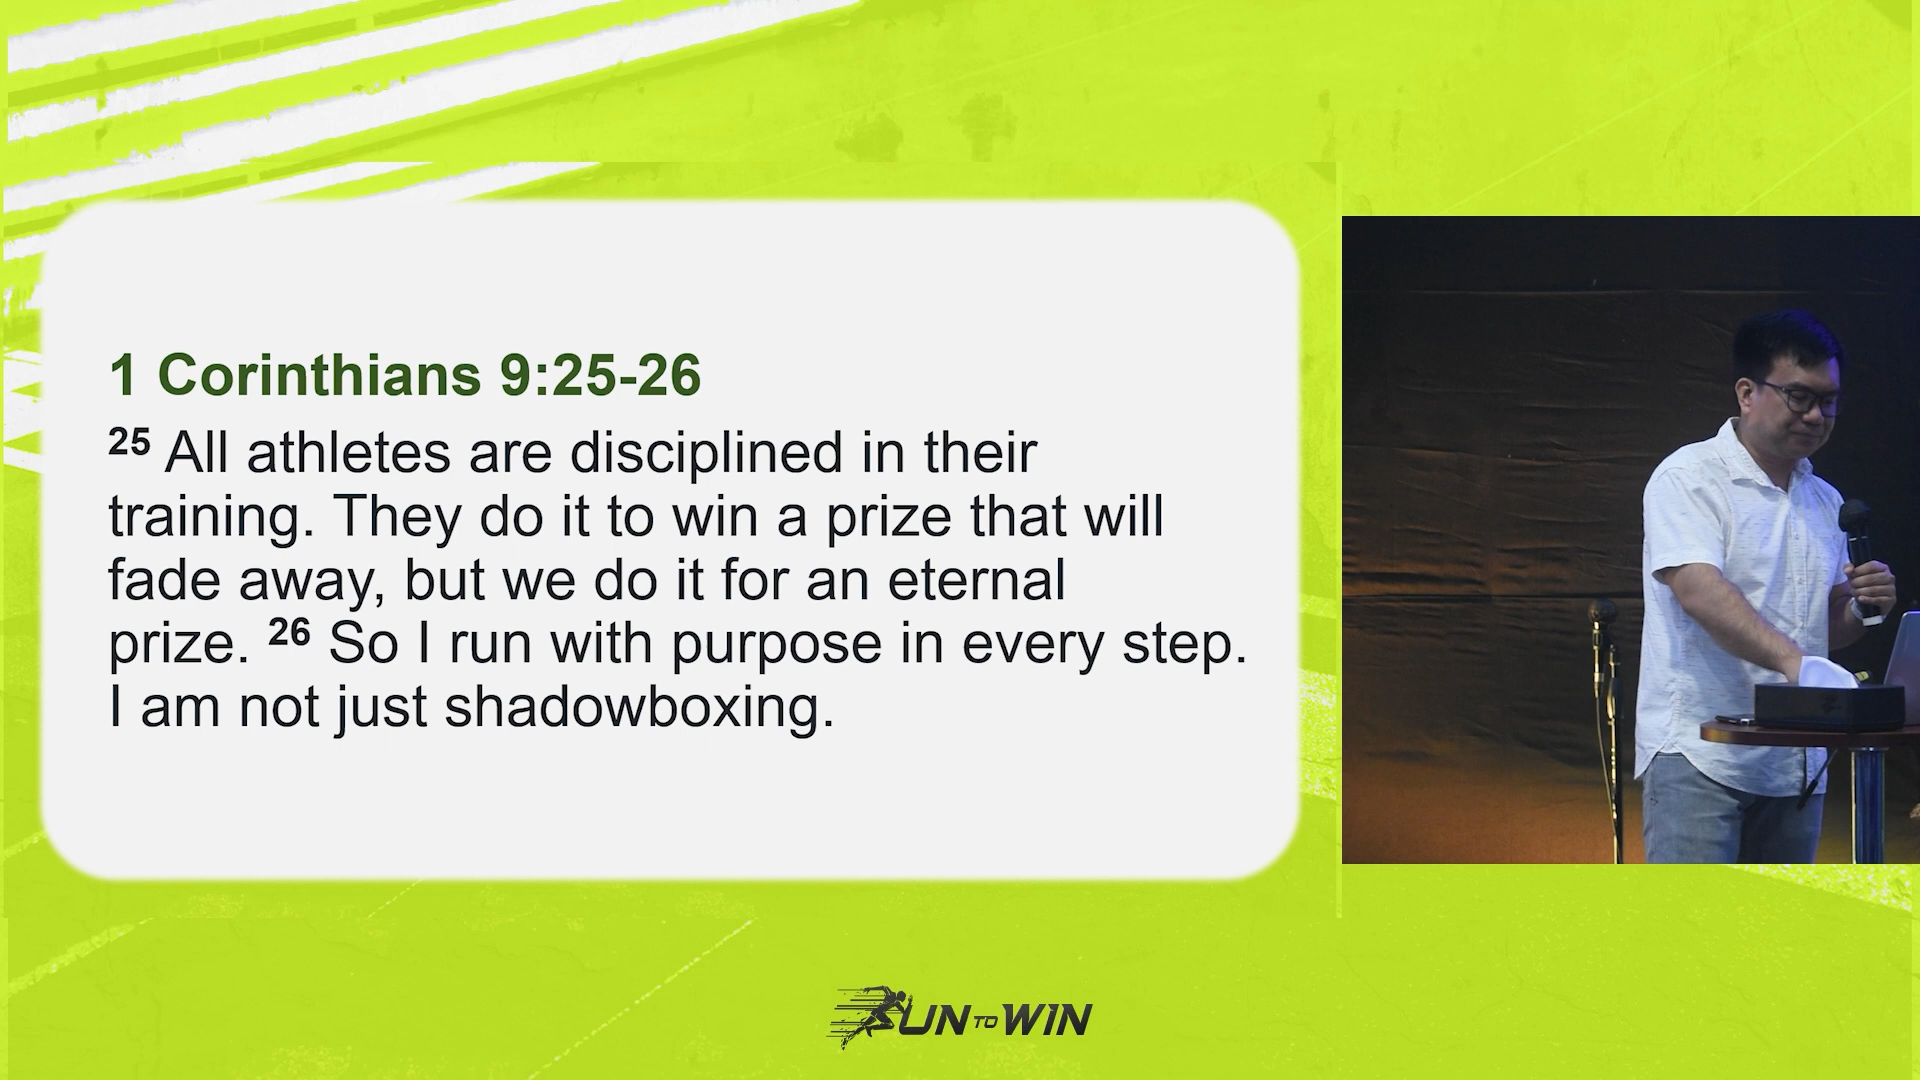 1 Corinthians 9:25-26
25 All athletes are disciplined in their
training. They do it to win a prize that will
fade away, but we do it for an eternal
prize. 26 So I run with purpose in every step.
I am not just shadowboxing.
RUN TO WIN